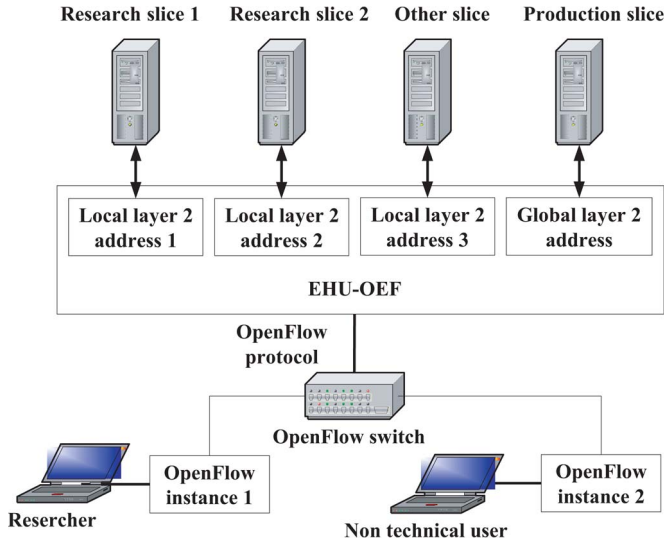 Research slice 1
Research slice 2
Other slice
Production slice
Local layer 2
address 1
Local layer 2
address 2
Local layer 2
address 3
Global layer 2
address
EHU-OEF
OpenFlow
protocol
OpenFlow switch
OpenFlow
instance 1
Resercher
OpenFlow
instance 2
Non technical user